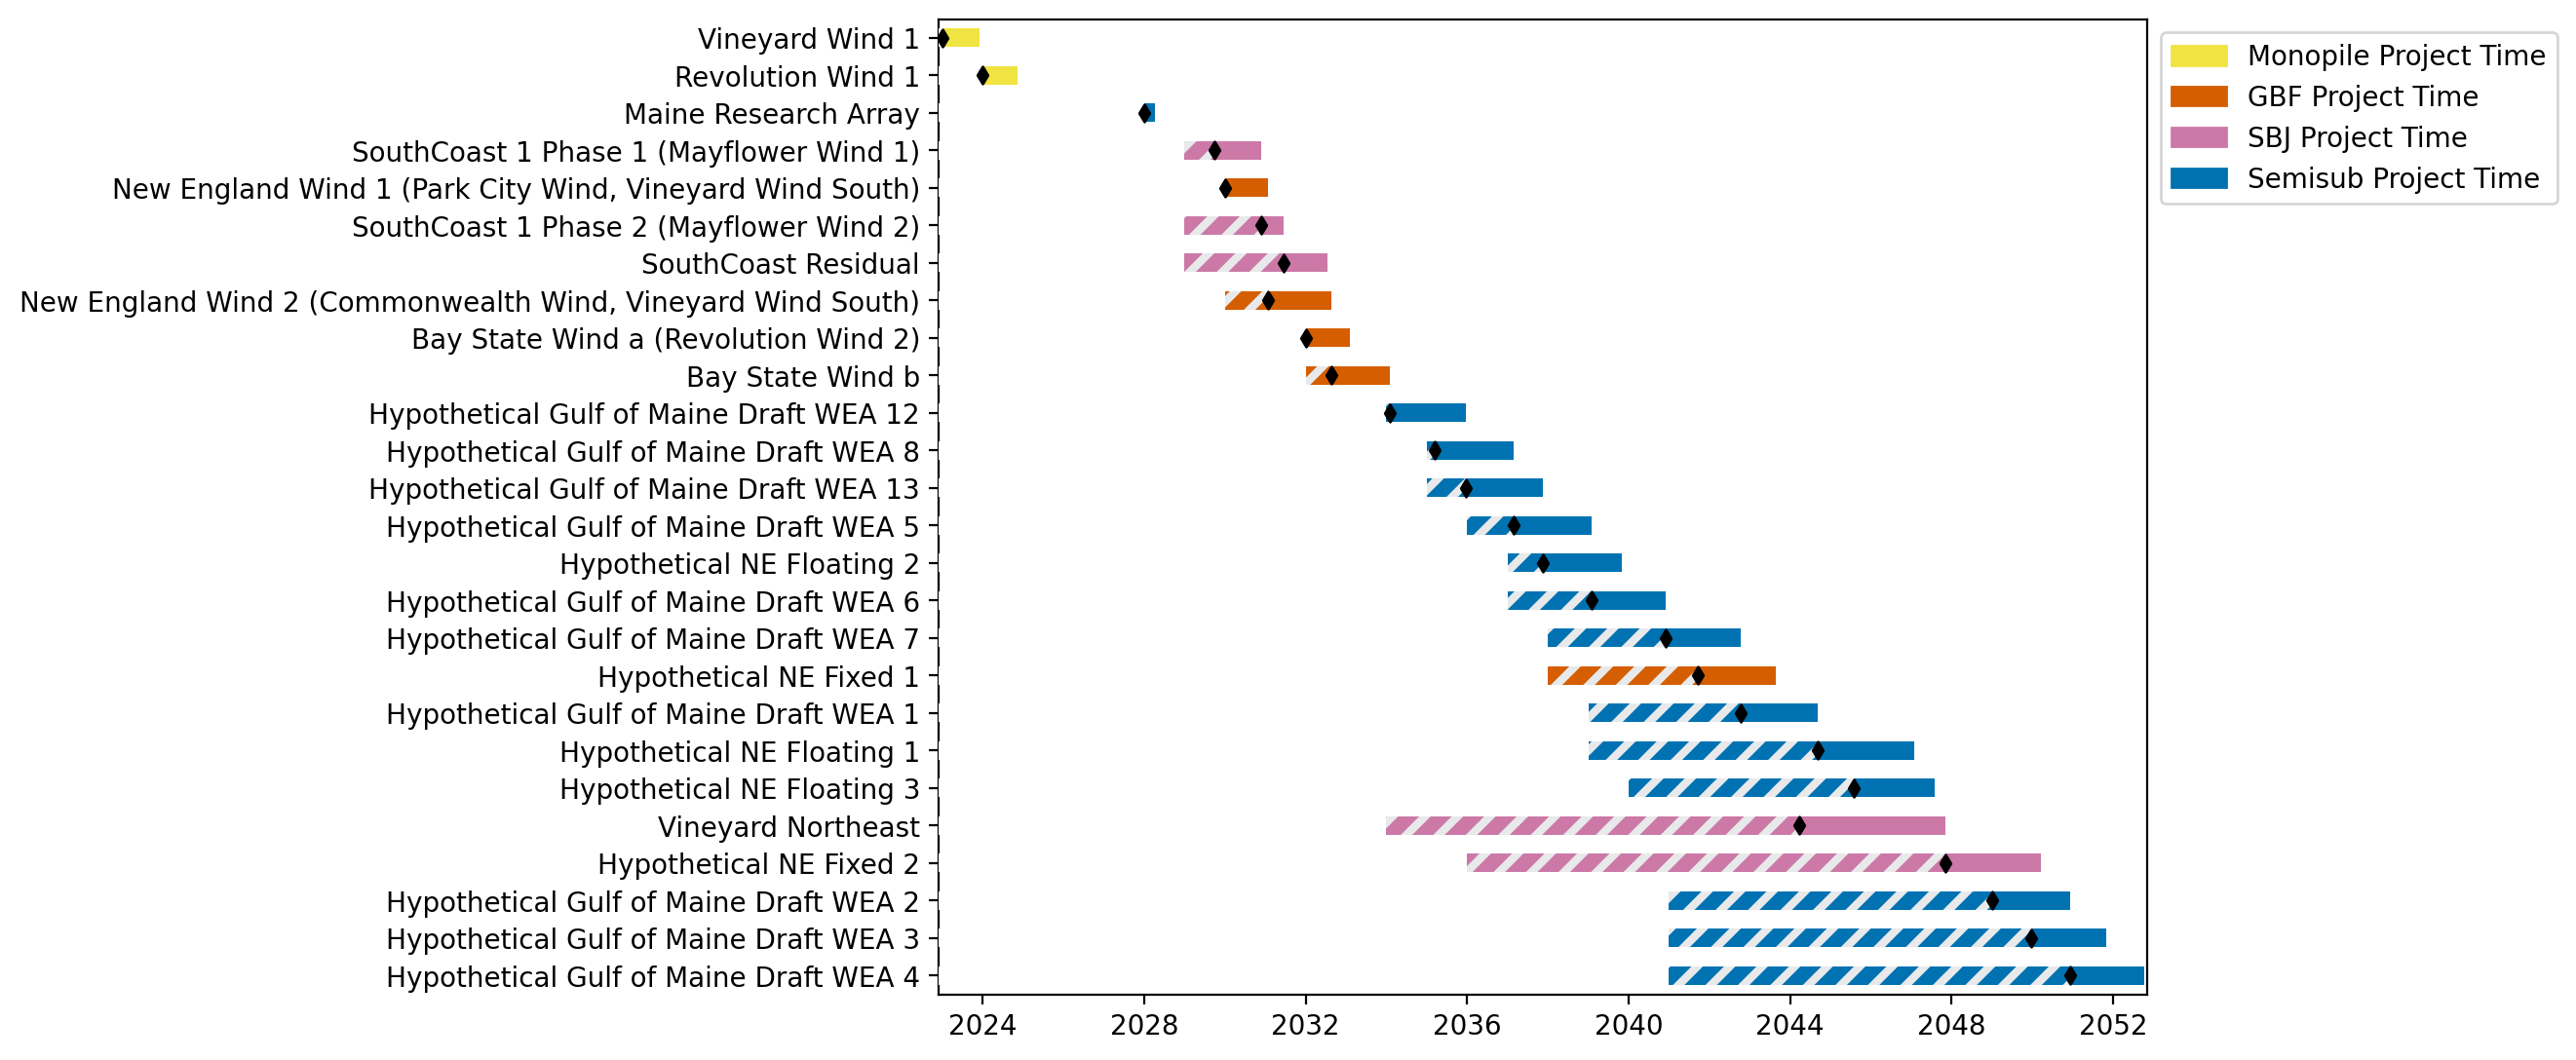 Vineyard Wind 1
Revolution Wind 1
Maine Research Array
SouthCoast 1 Phase 1 (Mayflower Wind 1)
New England Wind 1 (Park City Wind, Vineyard Wind South)
SouthCoast 1 Phase 2 (Mayflower Wind 2)
SouthCoast Residual
New England Wind 2 (Commonwealth Wind, Vineyard Wind South)
Bay State Wind a (Revolution Wind 2)
Bay State Wind b
Hypothetical Gulf of Maine Draft WEA 12
Hypothetical Gulf of Maine Draft WEA 8
Hypothetical Gulf of Maine Draft WEA 13
Hypothetical Gulf of Maine Draft WEA 5
Hypothetical NE Floating 2
Hypothetical Gulf of Maine Draft WEA 6
Hypothetical Gulf of Maine Draft WEA 7
Hypothetical NE Fixed 1
Hypothetical Gulf of Maine Draft WEA 1
Hypothetical NE Floating 1
Hypothetical NE Floating 3
Vineyard Northeast
Hypothetical NE Fixed 2
Hypothetical Gulf of Maine Draft WEA 2
Hypothetical Gulf of Maine Draft WEA 3
Hypothetical Gulf of Maine Draft WEA 4
2024 2028 2032 2036 2040 2044 2048 2052
Monopile Project Time
GBF Project Time
SBJ Project Time
Semisub Project Time